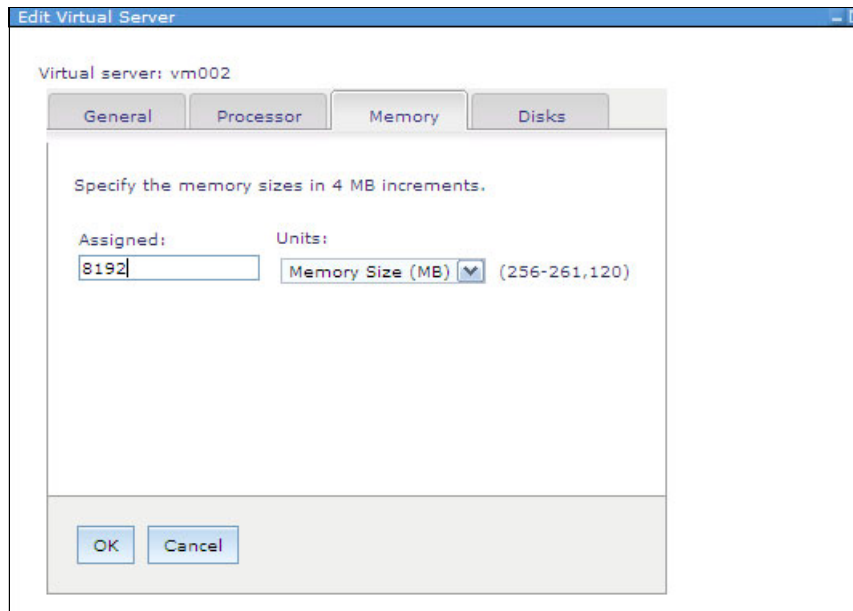 Edit Virtual Server
Virtual server: vm002
General Processor Memory Disks
Specify the memory sizes in 4 MB increments.
Assigned: Units:
8192 Memory Size (MB) (256-261,120)
OK Cancel